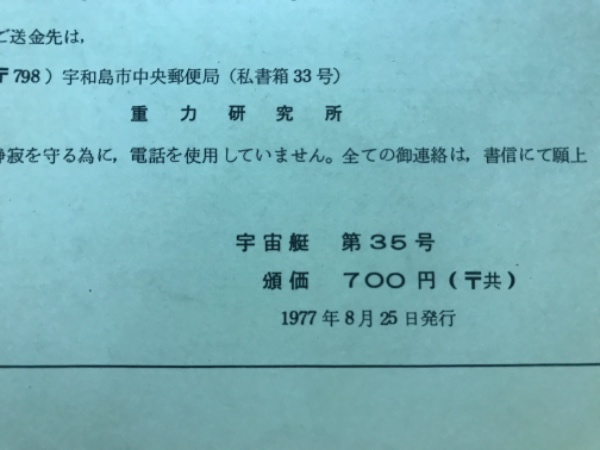 ご送金先は，
〒798）宇和島市中央郵便局（私書箱33号）
重力研究所
静寂を守る為に，電話を使用していません。全ての御連絡は，書信にて願上
宇宙艇 第35号
頒価 700円（〒共）
1977年8月25日発行